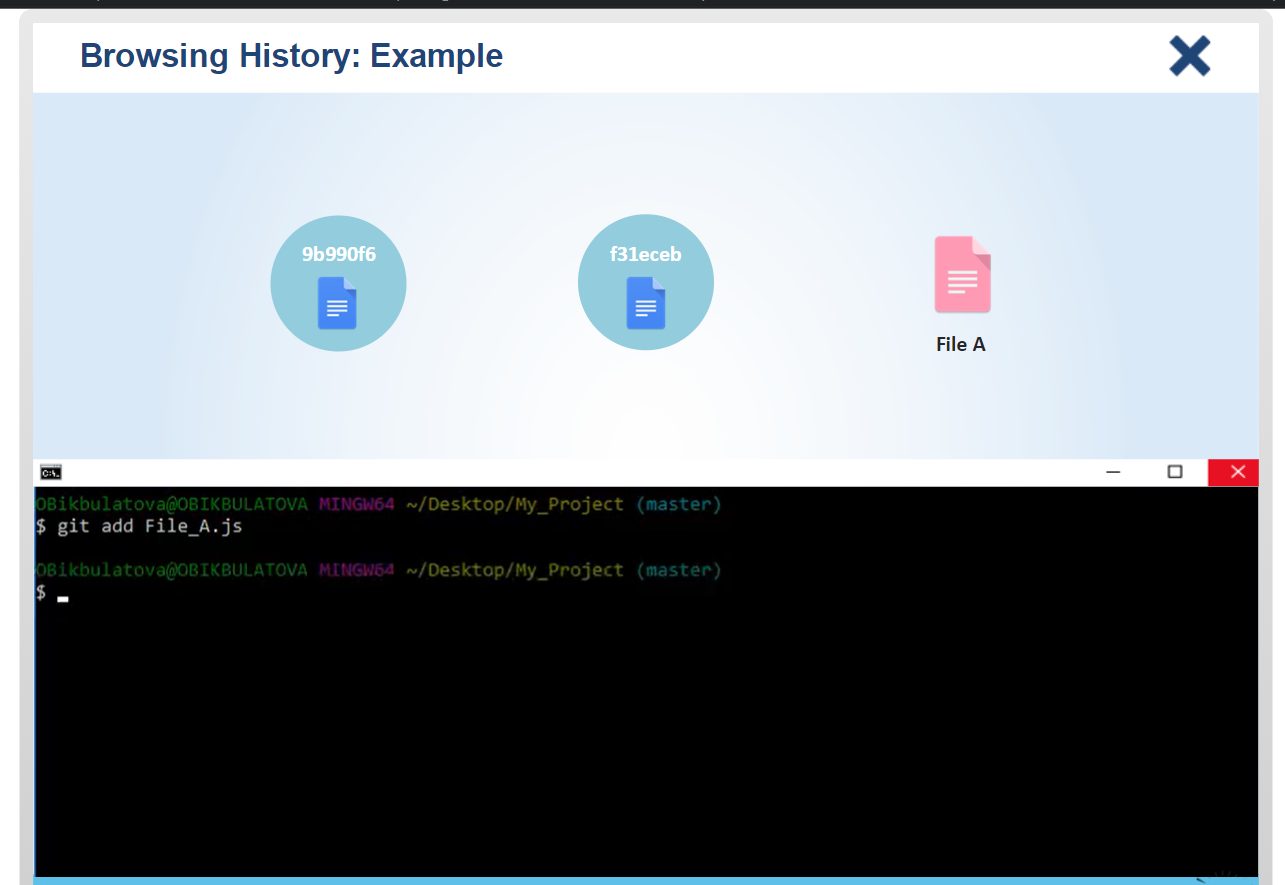 Browsing History: Example
9b990f6
f31eceb
File A
C:\.
OBikbulatova@OBIKBULATOVA MINGW64 ~/Desktop/My_Project (master)
$ git add File_A.js
OBikbulatova@OBIKBULATOVA MINGW64 ~/Desktop/My_Project (master)
$